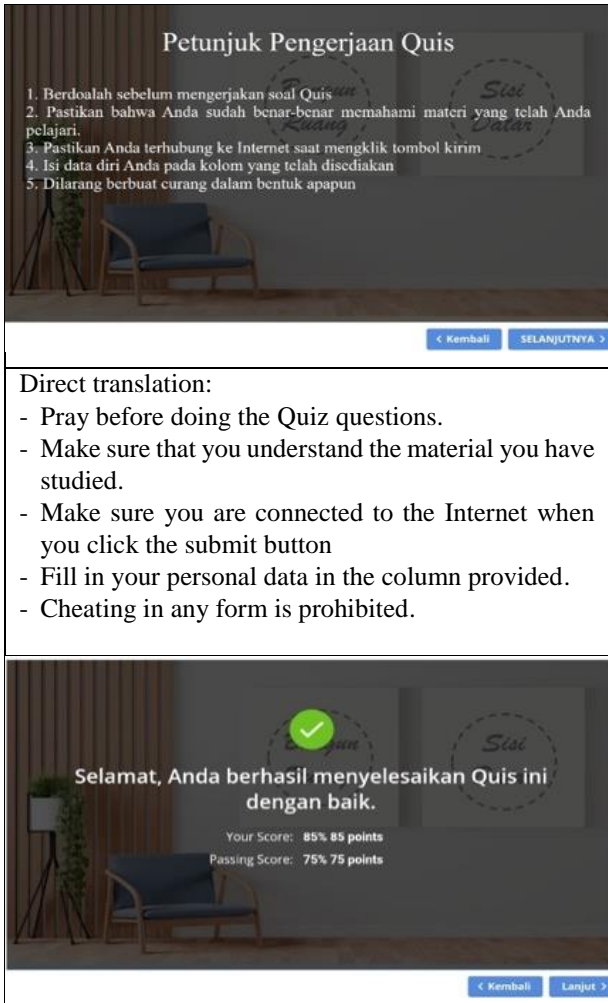 Petunjuk Pengerjaan Quis
1. Berdoalah sebelum mengerjakan soal Quis
2. Pastikan bahwa Anda sudah benar-benar memahami materi yang telah Anda
pelajari.
3. Pastikan Anda terhubung ke Internet saat mengklik tombol kirim
4. Isi data diri Anda pada kolom yang telah disediakan
5. Dilarang berbuat curang dalam bentuk apapun
Ruang
Sisi
Datar
< Kembali
SELANJUTNYA >
Direct translation:
- Pray before doing the Quiz questions.
- Make sure that you understand the material you have
studied.
- Make sure you are connected to the Internet when
you click the submit button
- Fill in your personal data in the column provided.
- Cheating in any form is prohibited.
Sisi
Selamat, Anda berhasil menyelesaikan Quis ini
dengan baik.
Your Score: 85% 85 points
Passing Score: 75% 75 points
< Kembali
Lanjut >